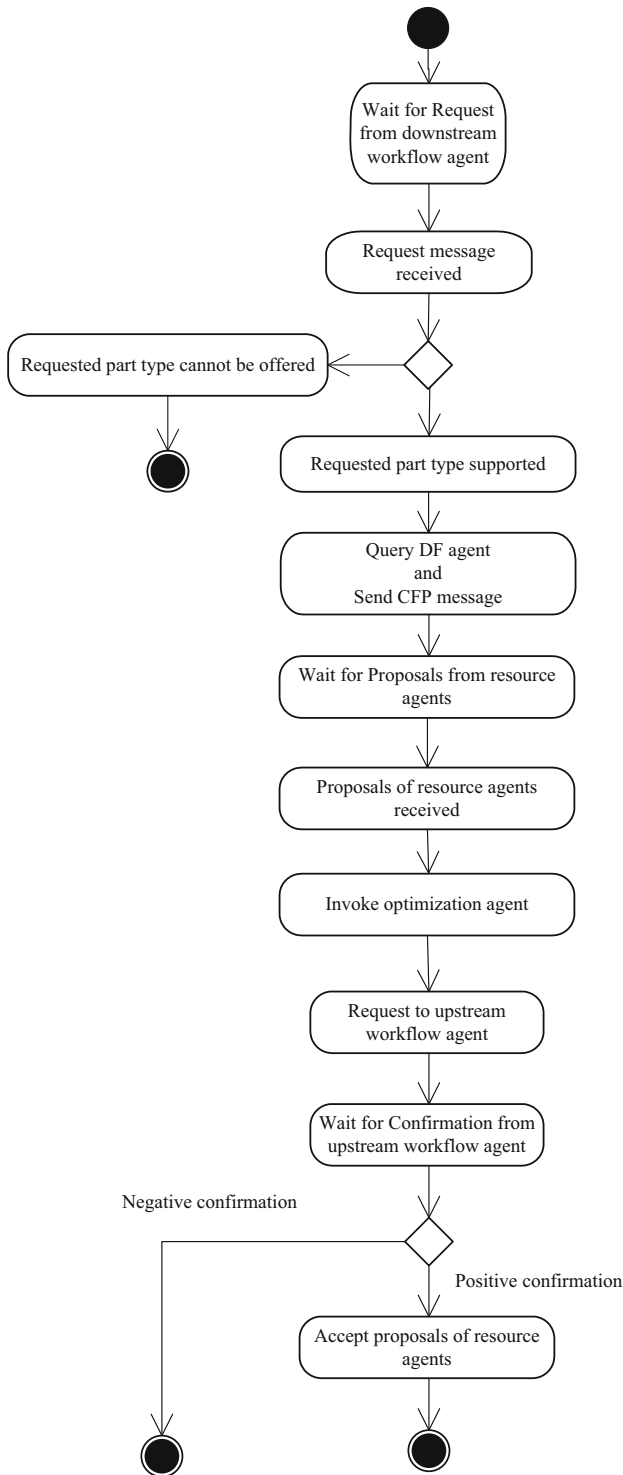 Wait for Request
from downstream
workflow agent
Request message
received
Requested part type cannot be offered
Requested part type supported
Query DF agent
and
Send CFP message
Wait for Proposals from resource
agents
Proposals of resource agents
received
Invoke optimization agent
Request to upstream
workflow agent
Wait for Confirmation from
upstream workflow agent
Negative confirmation
Positive confirmation
Accept proposals of resource
agents